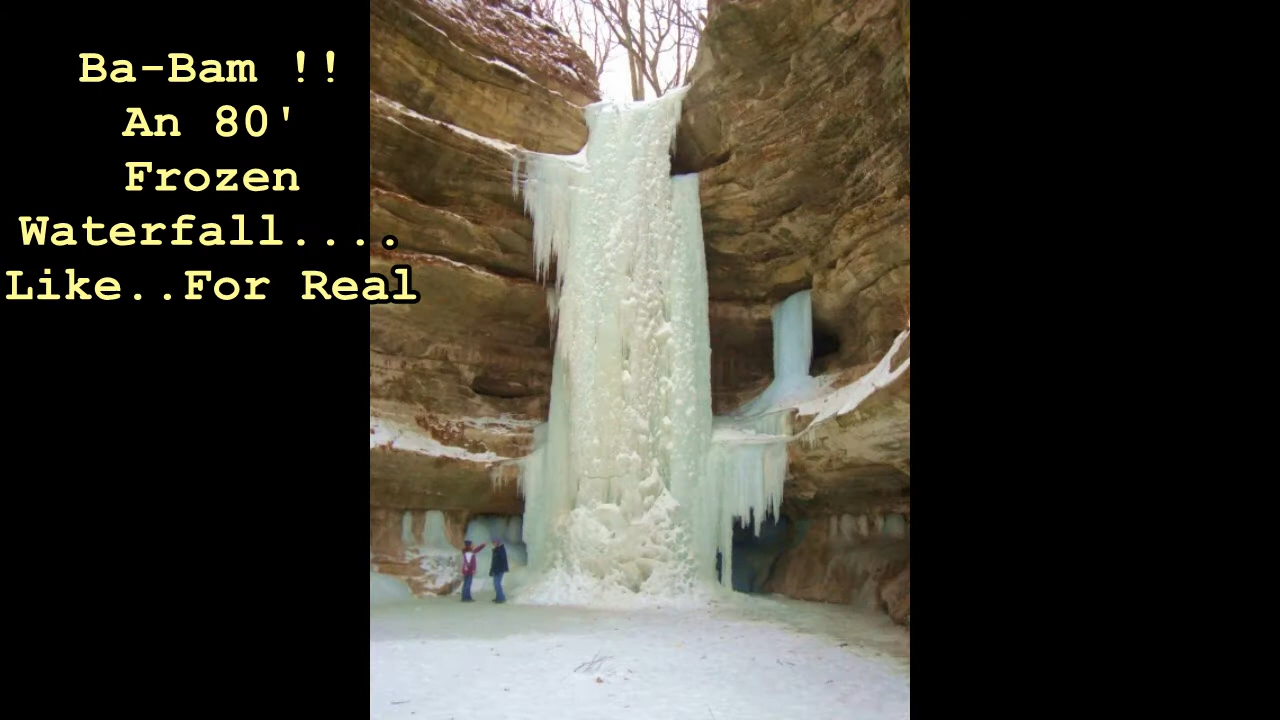 Ba-Bam !!
An 80'
Frozen
Waterfall....
Like..For Real